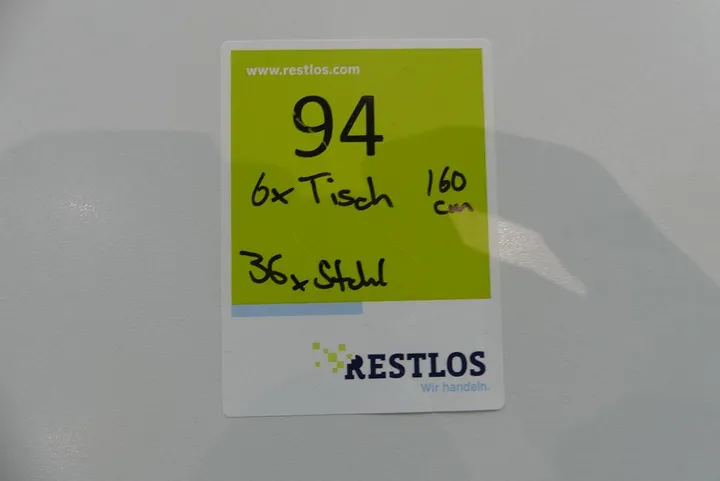 www.restlos.com
94
6x Tisch 160 cm
36x Stuhl
RESTLOS
Wir handeln.